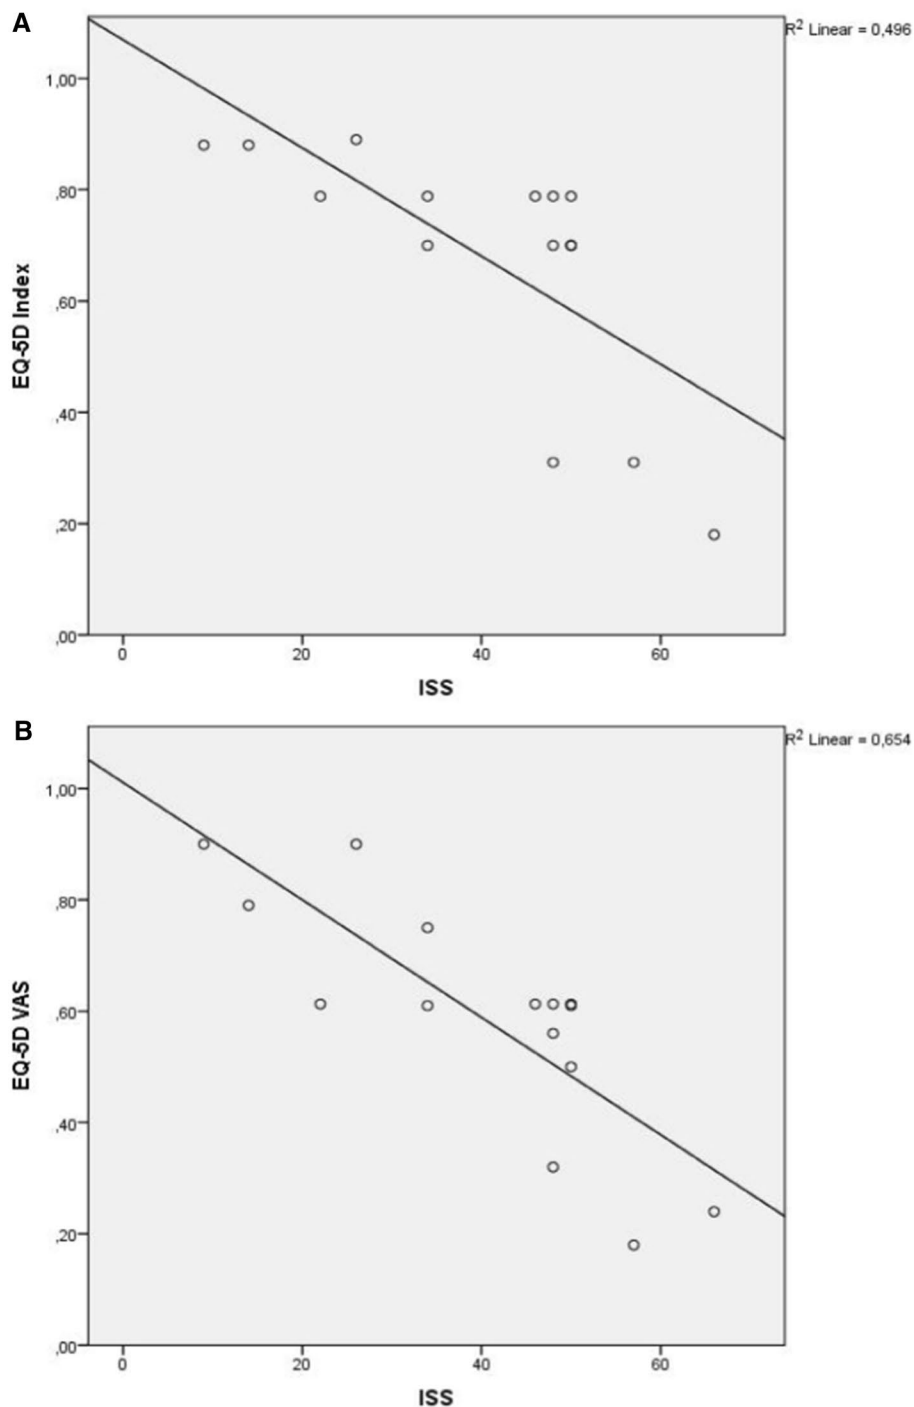 A
R² Linear = 0,496
EQ-5D Index
1,00
,80
,60
,40
,20
,00
0 20 40 60
ISS
B
R² Linear = 0,654
EQ-5D VAS
1,00
,80
,60
,40
,20
,00
0 20 40 60
ISS